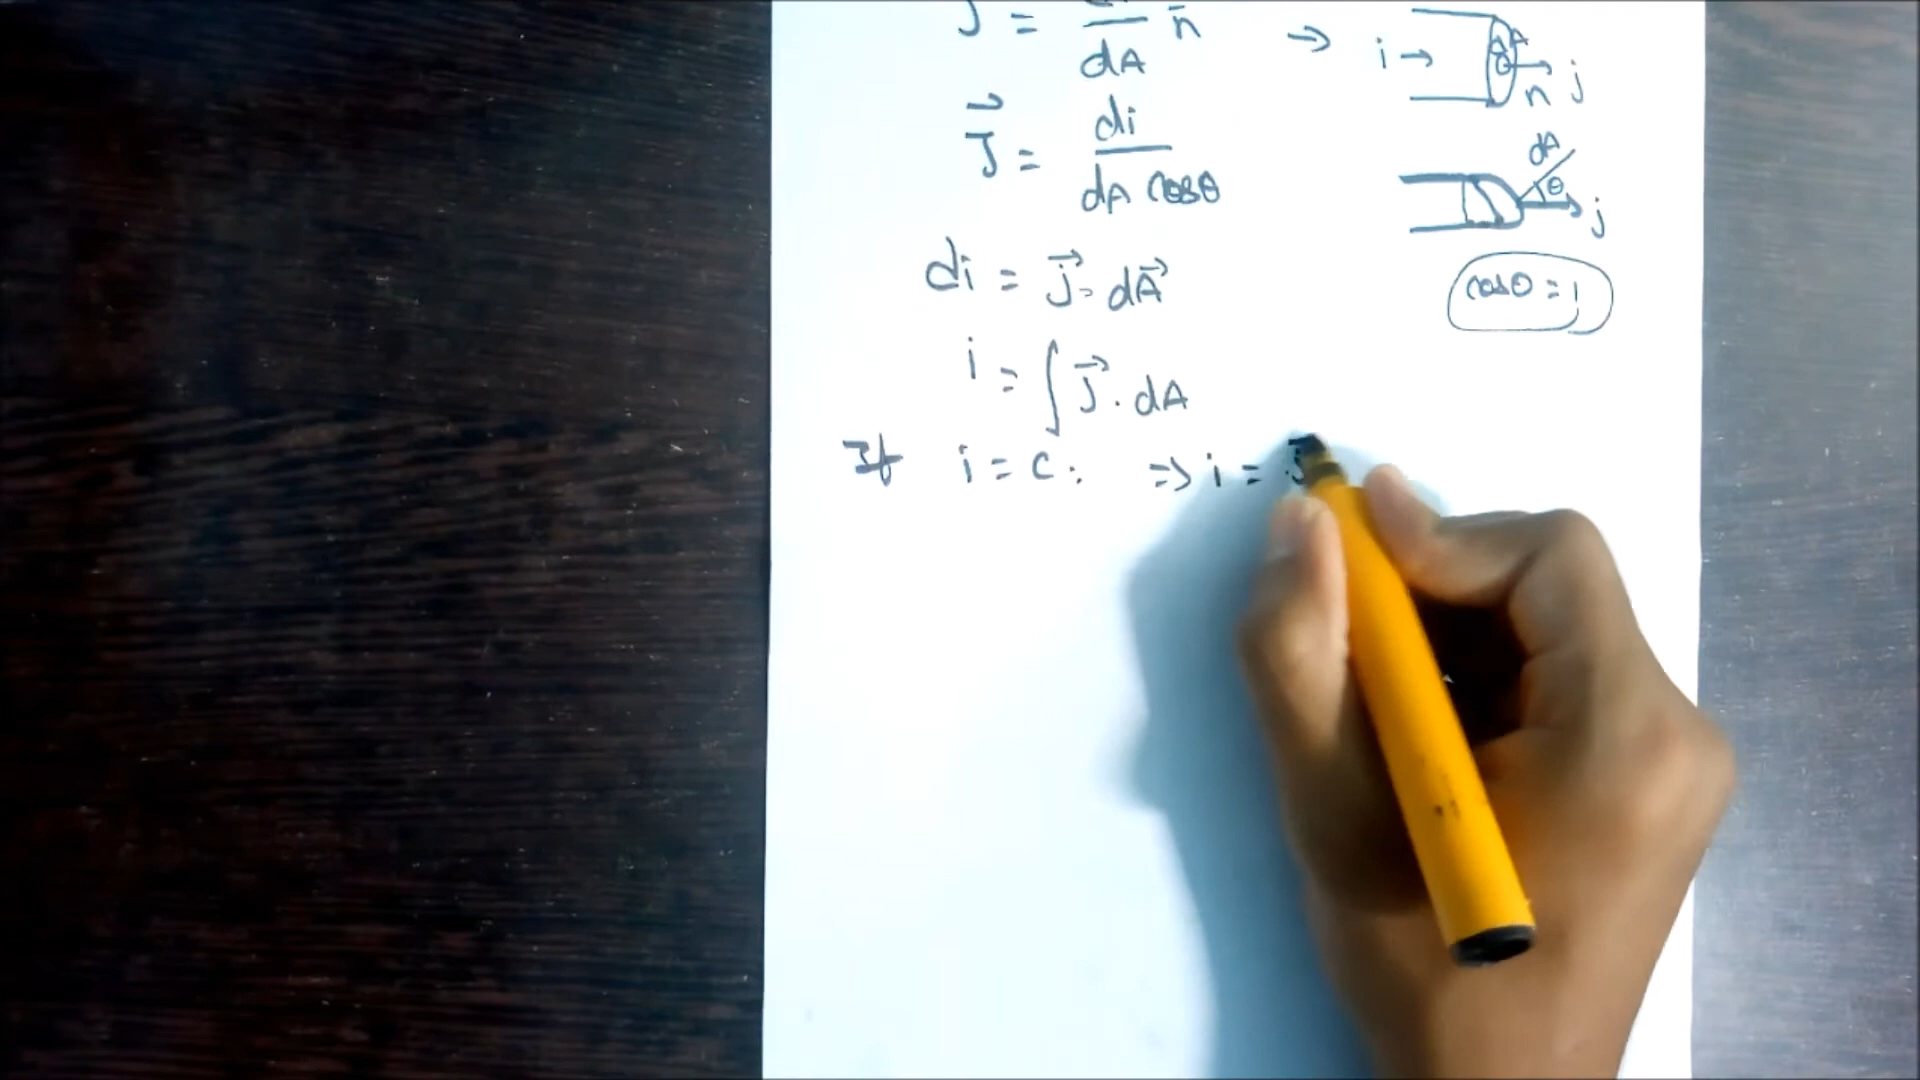 J = di/dA n̄ ⇒ i → dA n j
J⃗ = di/dA cosθ
dA θ j
di = j⃗ · dA⃗ cosθ = 1
i = ∫ J⃗ . dA
If i = c ; ⇒ i = J